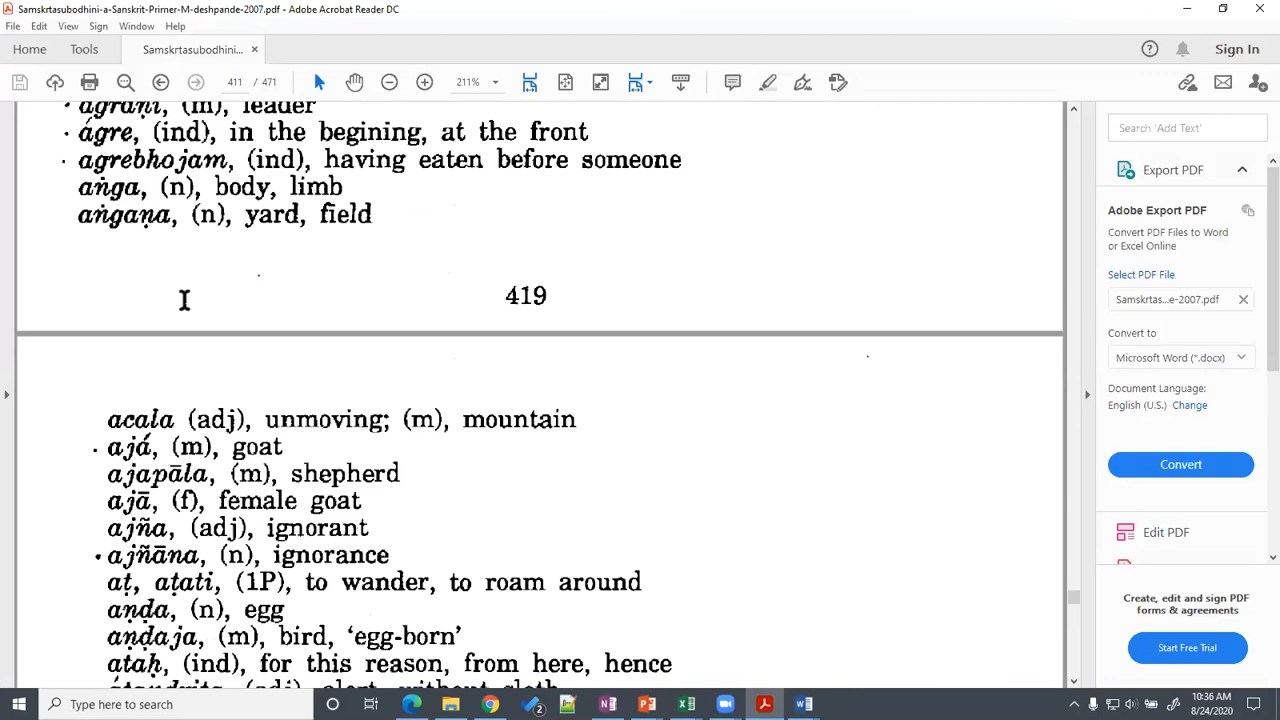 Samskrtasubodhini-a-Sanskrit-Primer-M-deshpande-2007.pdf - Adobe Acrobat Reader DC
File Edit View Sign Window Help
Home Tools Samskrtasubodhini... × Sign In
411 / 471 211%
agraṇi, (m), leader
ágre, (ind), in the begining, at the front
agrebhojam, (ind), having eaten before someone
aṅga, (n), body, limb
aṅgaṇa, (n), yard, field
419
acala (adj), unmoving; (m), mountain
ajá, (m), goat
ajapāla, (m), shepherd
ajā, (f), female goat
ajña, (adj), ignorant
ajñāna, (n), ignorance
aṭ, aṭati, (1P), to wander, to roam around
aṇḍa, (n), egg
aṇḍaja, (m), bird, ‘egg-born’
ataḥ, (ind), for this reason, from here, hence
Search 'Add Text'
Export PDF
Adobe Export PDF
Convert PDF Files to Word
or Excel Online
Select PDF File
Samskrtas...e-2007.pdf ×
Convert to
Microsoft Word (*.docx)
Document Language:
English (U.S.) Change
Convert
Edit PDF
Create, edit and sign PDF
forms & agreements
Start Free Trial
Type here to search
10:36 AM
8/24/2020